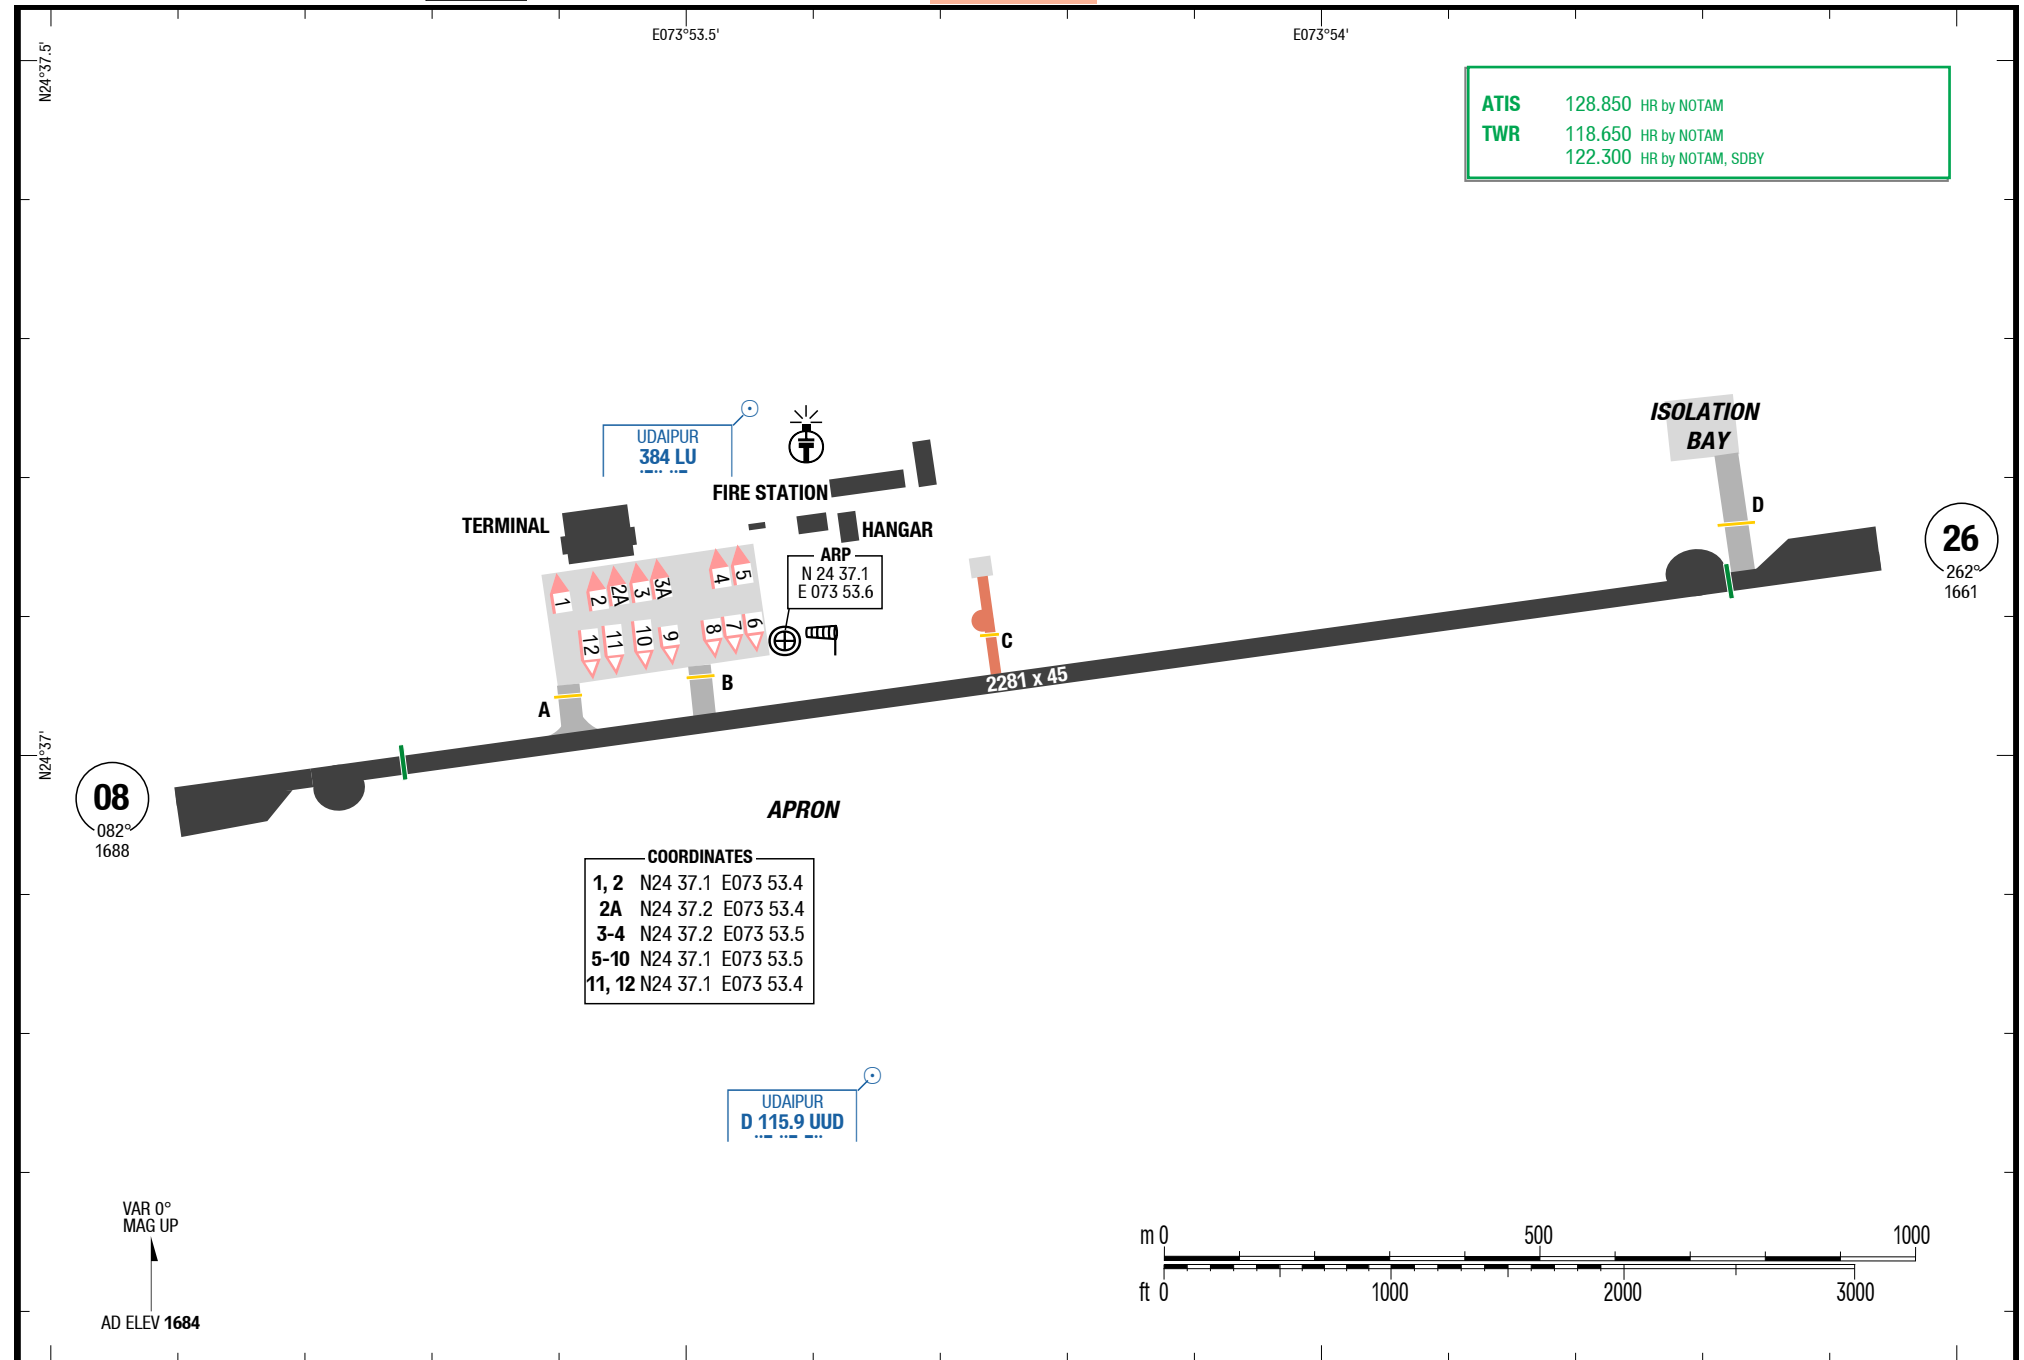 E073°53.5'
E073°54'
N24°37.5'
ATIS 128.850 HR by NOTAM
TWR 118.650 HR by NOTAM
122.300 HR by NOTAM, SDBY
ISOLATION
BAY
UDAIPUR
384 LU
FIRE STATION
TERMINAL
HANGAR
D
26
262°
1661
ARP
N 24 37.1
E 073 53.6
1
2
2A
3
3A
4
5
12
11
10
9
8
7
6
C
B
A
2281 x 45
N24°37'
08
082°
1688
APRON
COORDINATES
1, 2 N24 37.1 E073 53.4
2A N24 37.2 E073 53.4
3-4 N24 37.2 E073 53.5
5-10 N24 37.1 E073 53.5
11, 12 N24 37.1 E073 53.4
UDAIPUR
D 115.9 UUD
VAR 0°
MAG UP
AD ELEV 1684
m 0 500 1000
ft 0 1000 2000 3000